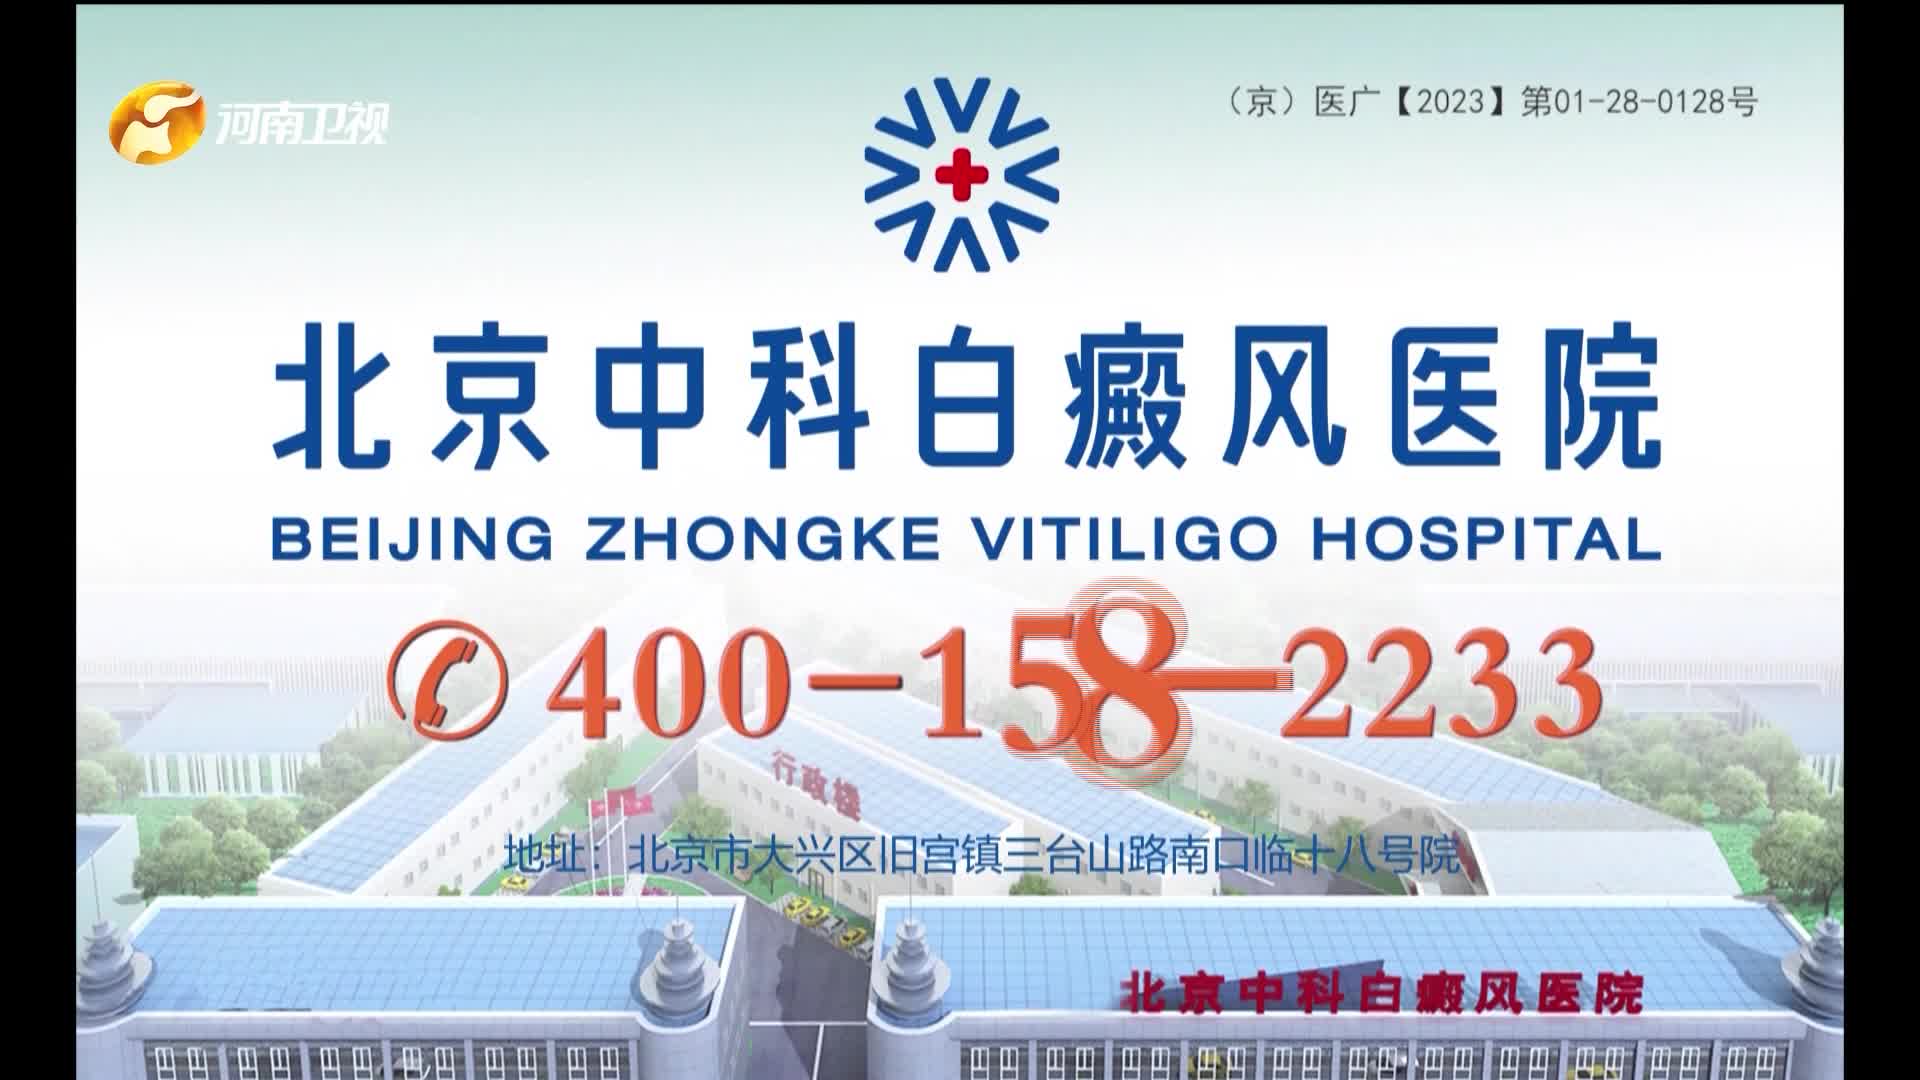 河南卫视
（京）医广【2023】第01-28-0128号
北京中科白癜风医院
BEIJING ZHONGKE VITILIGO HOSPITAL
400-158-2233
行政楼
地址：北京市大兴区旧宫镇三台山路南口临十八号院
北京中科白癜风医院